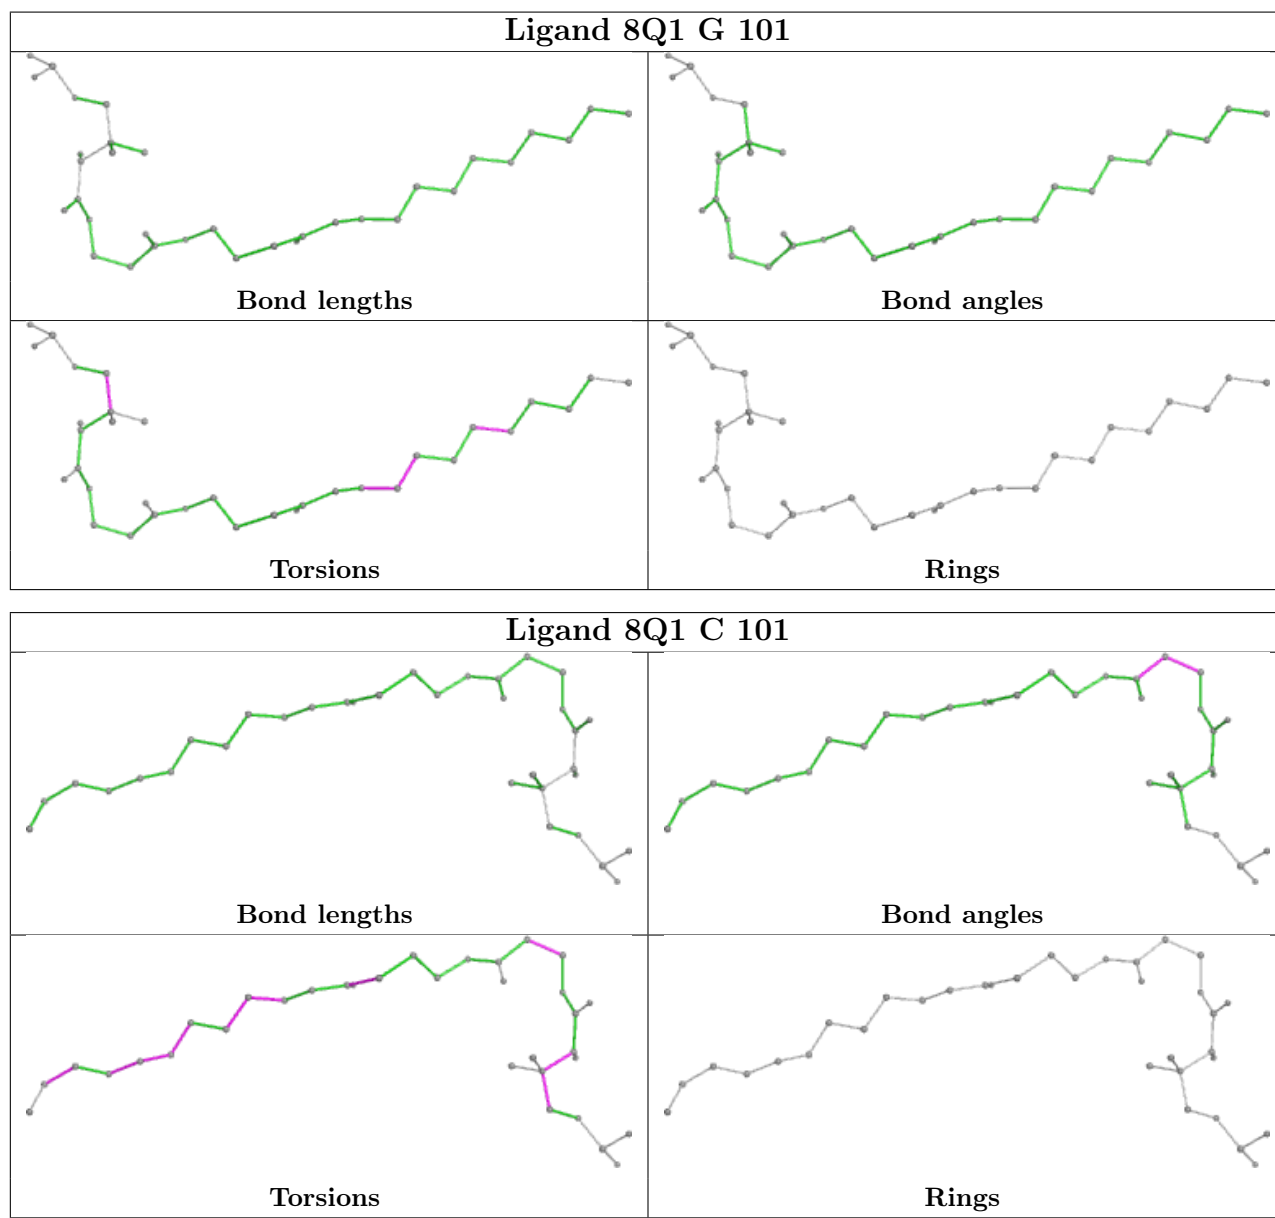 Ligand 8Q1 G 101
Bond lengths
Bond angles
Torsions
Rings
Ligand 8Q1 C 101
Bond lengths
Bond angles
Torsions
Rings